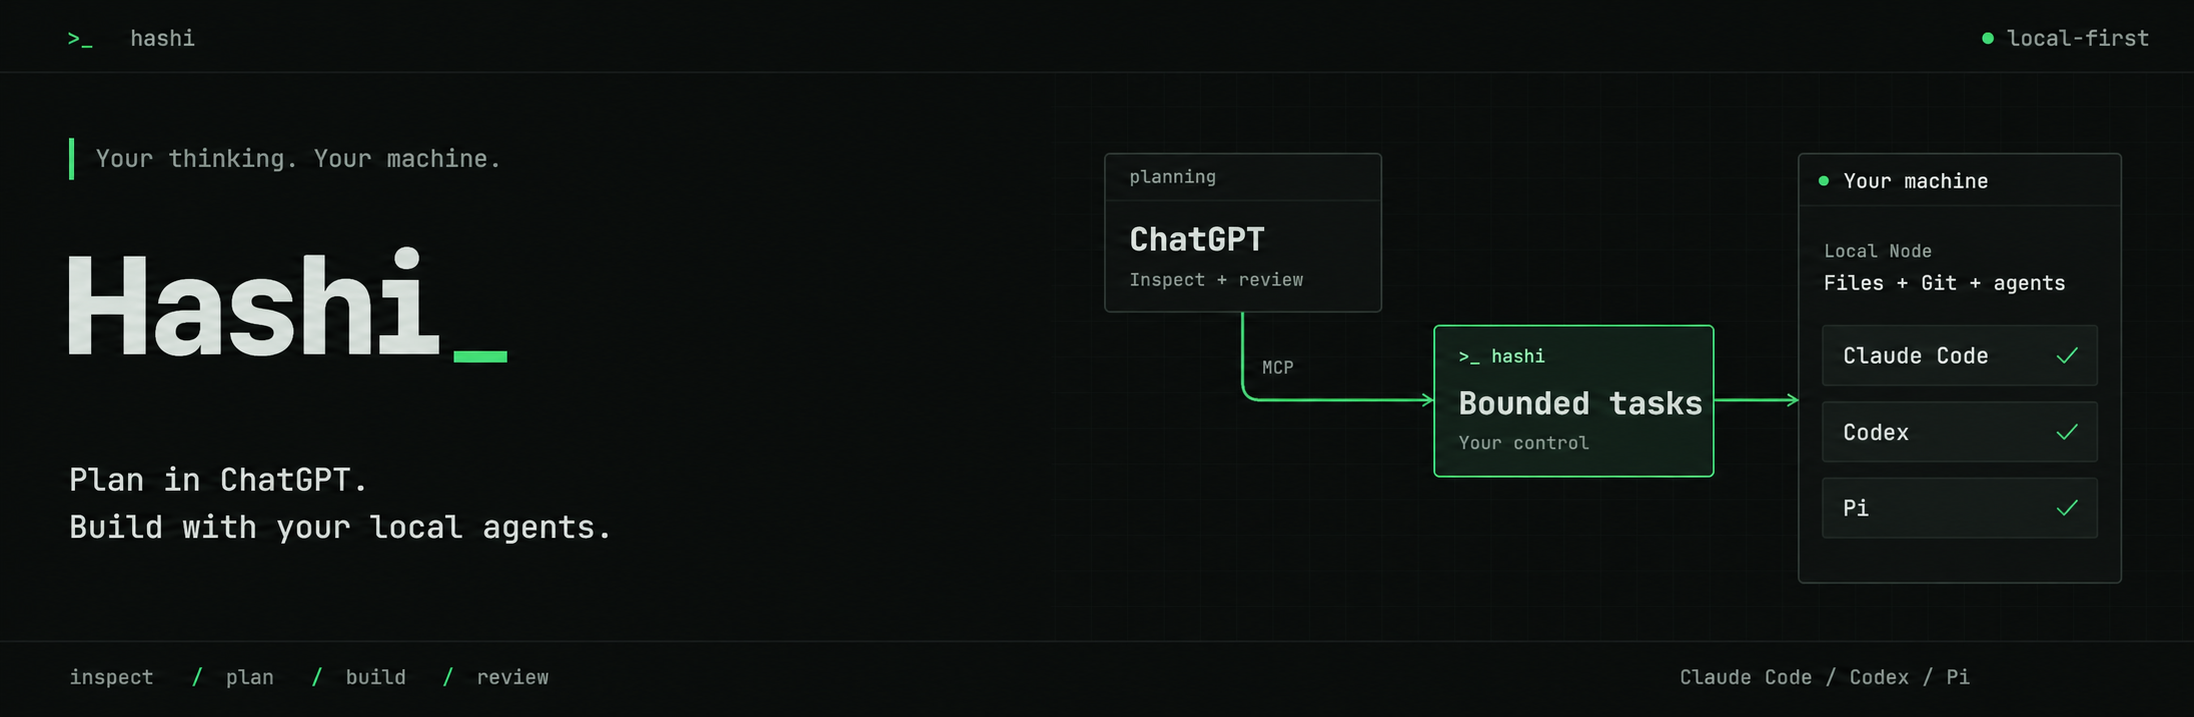 >_ hashi
local-first
Your thinking. Your machine.
Hashi_
Plan in ChatGPT.
Build with your local agents.
planning
ChatGPT
Inspect + review
MCP
>_ hashi
Bounded tasks
Your control
Your machine
Local Node
Files + Git + agents
Claude Code
Codex
Pi
inspect / plan / build / review
Claude Code / Codex / Pi